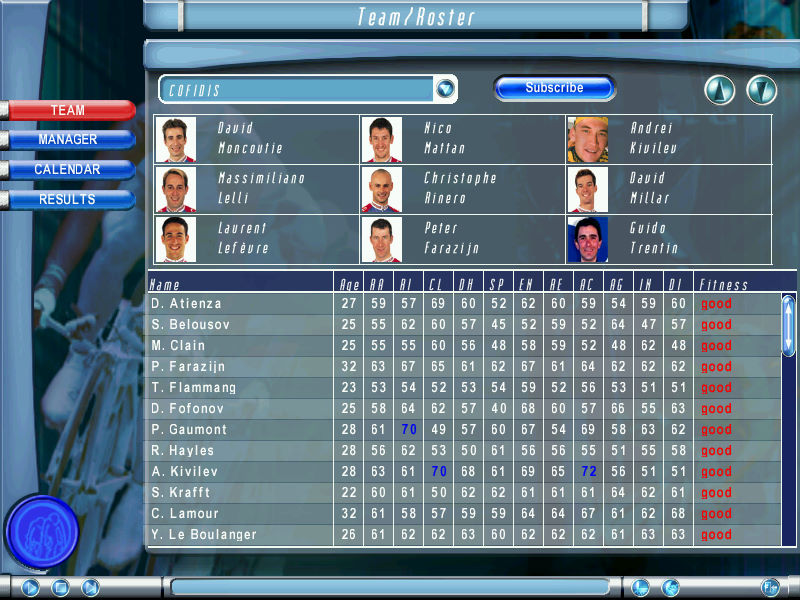 Team/Roster
COFIDIS
Subscribe
TEAM
MANAGER
CALENDAR
RESULTS
David Nico Andrei
Moncoutie Mattan Kivilev
Massimiliano Christophe David
Lelli Rinero Millar
Laurent Peter Guido
Lefèvre Farazijn Trentin
Name Age RA RI CL DH SP EN RE AC AG IN DI Fitness
D. Atienza 27 59 57 69 60 52 62 60 59 54 59 60 good
S. Belousov 25 55 62 60 57 45 52 59 52 64 47 57 good
M. Clain 25 55 55 60 56 48 58 59 52 48 62 48 good
P. Farazijn 32 63 67 65 61 62 67 61 64 62 62 62 good
T. Flammang 23 53 54 52 53 54 59 52 56 53 51 51 good
D. Fofonov 25 58 64 62 57 40 68 60 57 66 55 63 good
P. Gaumont 28 61 70 49 57 60 67 54 69 58 63 62 good
R. Hayles 28 56 62 53 50 61 56 56 55 51 55 58 good
A. Kivilev 28 63 61 70 68 61 69 65 72 56 51 51 good
S. Krafft 22 60 61 50 62 62 61 61 61 64 62 61 good
C. Lamour 32 61 58 57 59 59 64 64 67 61 62 68 good
Y. Le Boulanger 26 61 62 62 63 60 62 62 62 61 63 63 good